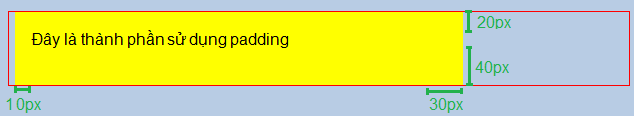 20px
Đây là thành phần sử dụng padding
40px
10px
30px